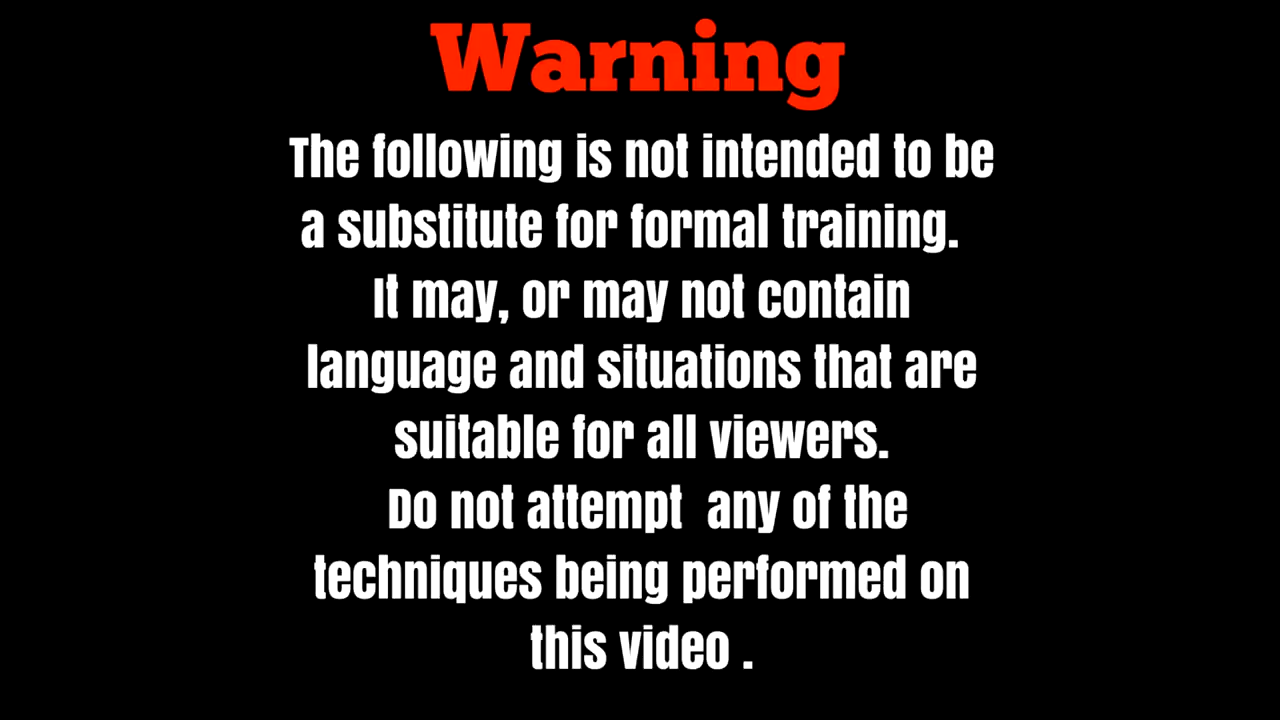 Warning
The following is not intended to be
a substitute for formal training.
It may, or may not contain
language and situations that are
suitable for all viewers.
Do not attempt any of the
techniques being performed on
this video .